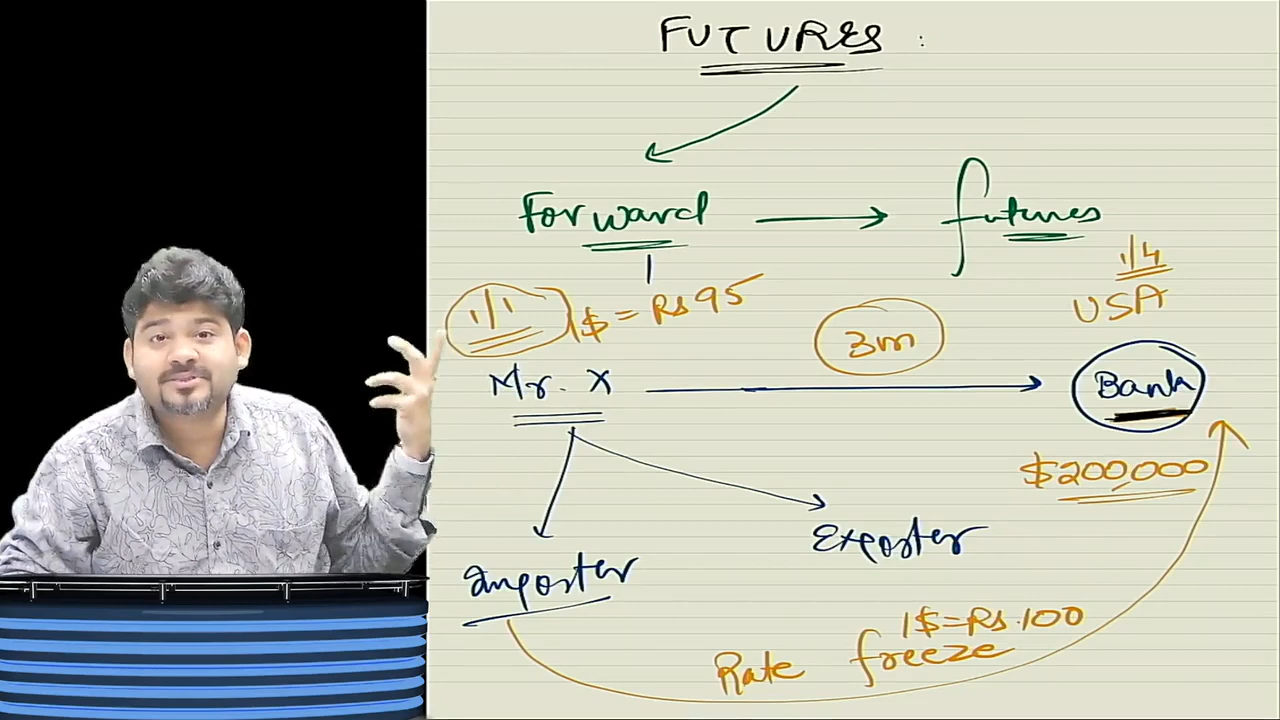 FUTURES :
Forward → futures
1/4
1/1 1$ = Rs 95
USA
3m
Mr. X
Bank
$200,000
Exporter
Importer
1$=Rs.100
Rate freeze